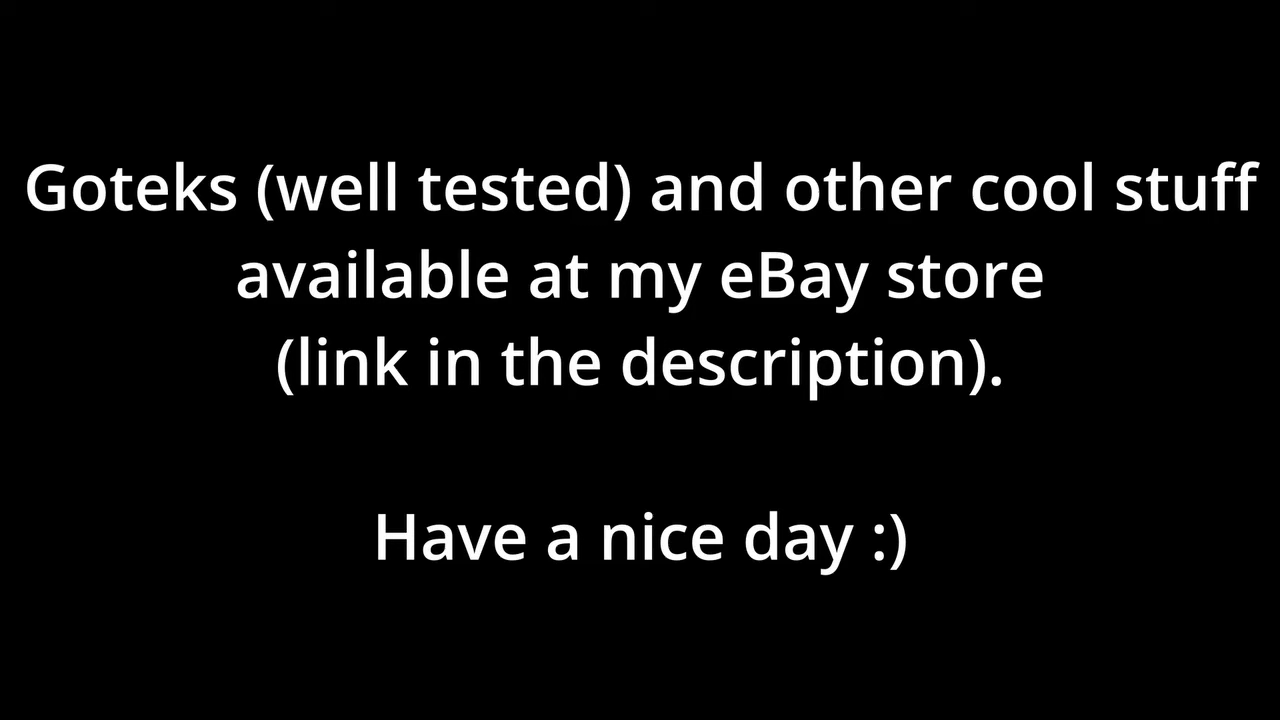 Goteks (well tested) and other cool stuff
available at my eBay store
(link in the description).
Have a nice day :)